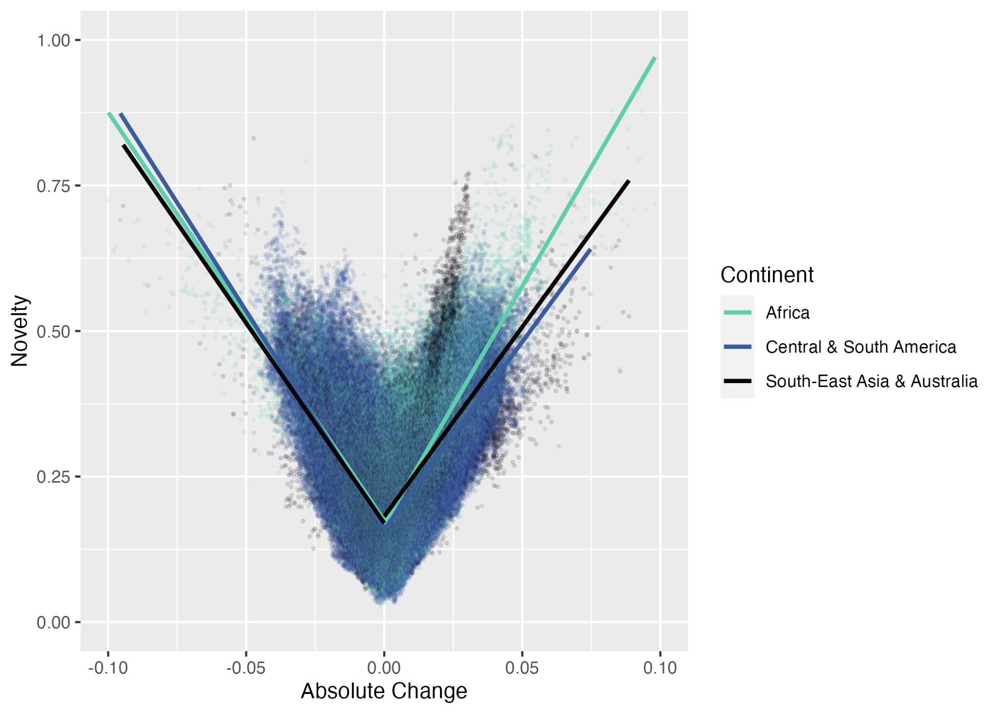 1.00
0.75
0.50
0.25
0.00
Novelty
-0.10
-0.05
0.00
0.05
0.10
Absolute Change
Continent
Africa
Central & South America
South-East Asia & Australia